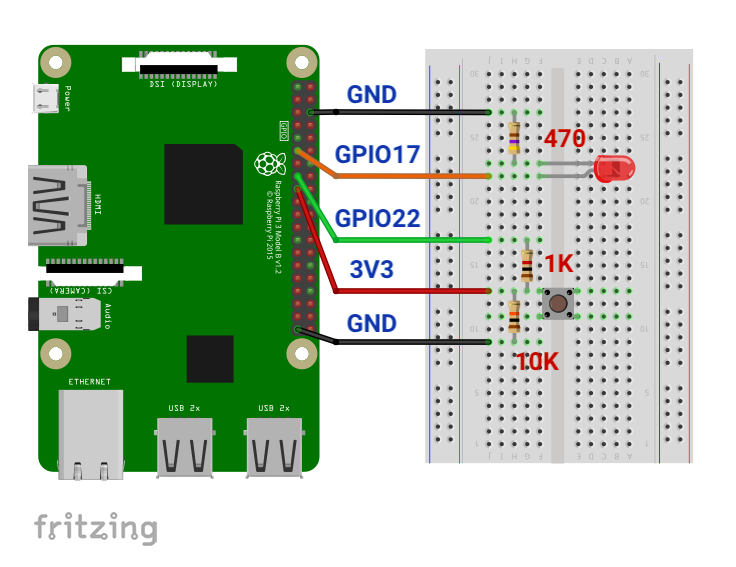 DSI (DISPLAY)
Power
GND
GPIO
470
GPIO17
HDMI
Raspberry Pi 3 Model B v1.2
© Raspberry Pi 2015
GPIO22
1K
3V3
CSI (CAMERA)
Audio
GND
10K
ETHERNET
USB 2x
USB 2x
J I H G F E D C B A
30 30
25 25
20 20
15 15
10 10
5 5
1 1
J I H G F E D C B A
fritzing